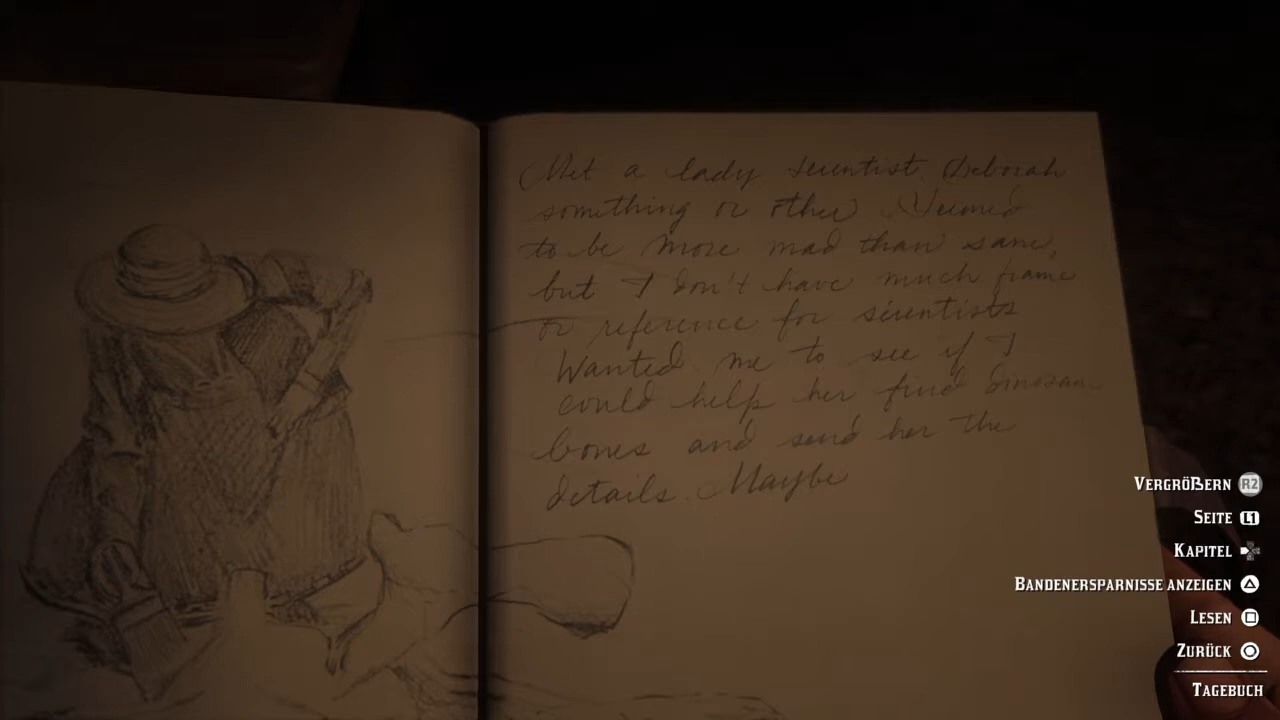 Met a lady scientist, Deborah
something or other. Seemed
to be more mad than sane,
but I don't have much frame
or reference for scientists
Wanted me to see if I
could help her find dinosaur
bones and send her the
details. Maybe
VERGRÖẞERN R2
SEITE L1
KAPITEL
BANDENERSPARNISSE ANZEIGEN
LESEN
ZURÜCK
TAGEBUCH